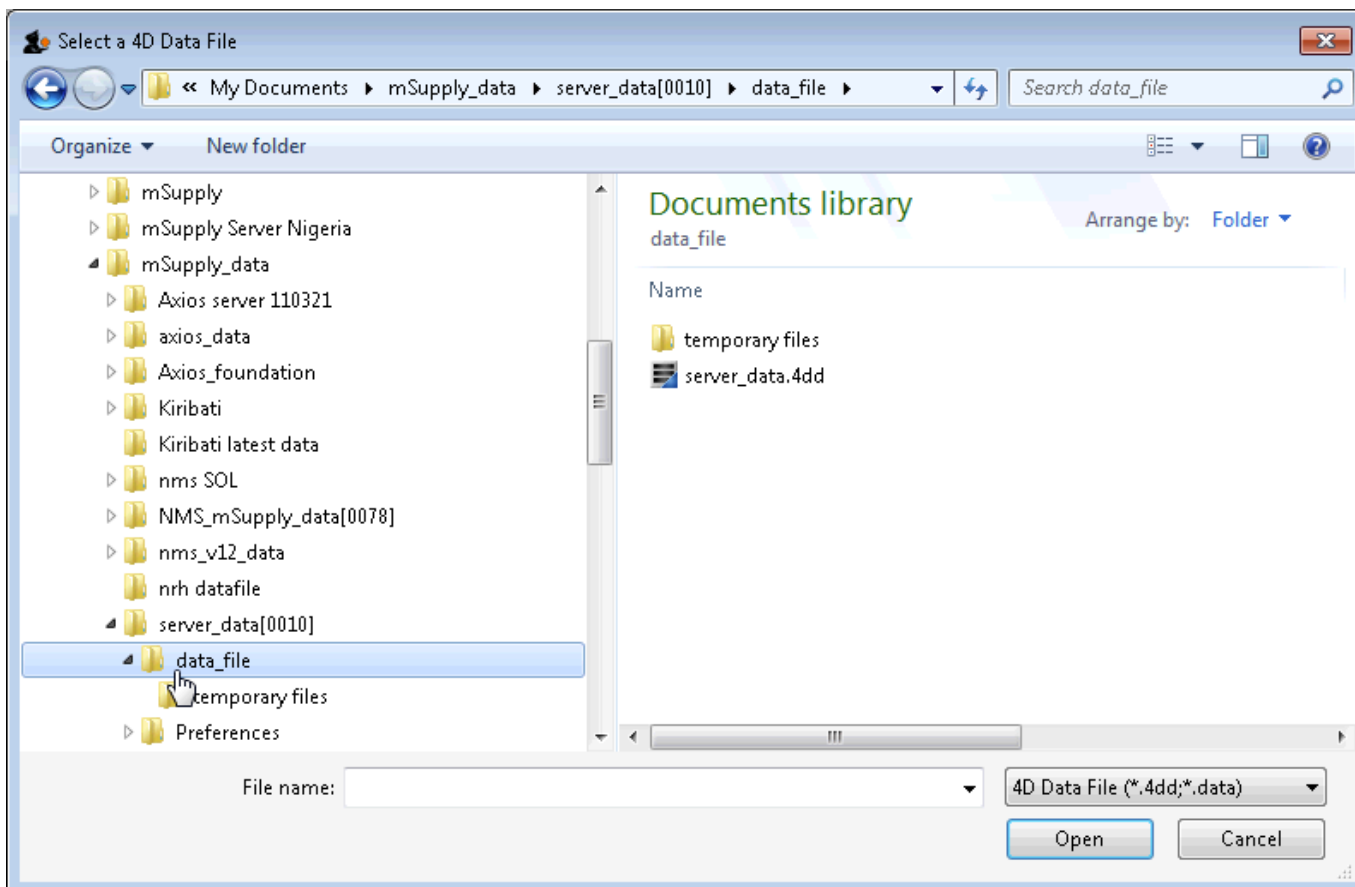 Select a 4D Data File
« My Documents ▸ mSupply_data ▸ server_data[0010] ▸ data_file ▸
Search data_file
Organize
New folder
mSupply
mSupply Server Nigeria
mSupply_data
Axios server 110321
axios_data
Axios_foundation
Kiribati
Kiribati latest data
nms SOL
NMS_mSupply_data[0078]
nms_v12_data
nrh datafile
server_data[0010]
data_file
temporary files
Preferences
Documents library
data_file
Arrange by: Folder
Name
temporary files
server_data.4dd
File name:
4D Data File (*.4dd;*.data)
Open
Cancel